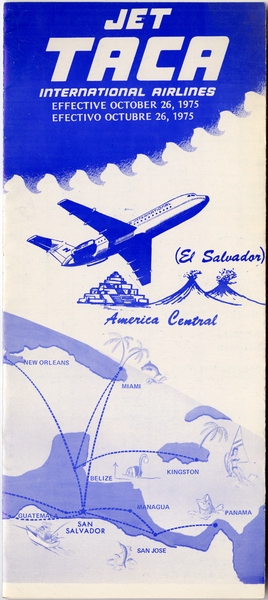 JET
TACA
INTERNATIONAL AIRLINES
EFFECTIVE OCTOBER 26, 1975
EFECTIVO OCTUBRE 26, 1975
(El Salvador)
America Central
NEW ORLEANS
MIAMI
KINGSTON
BELIZE
GUATEMALA
SAN
SALVADOR
MANAGUA
PANAMA
SAN JOSE